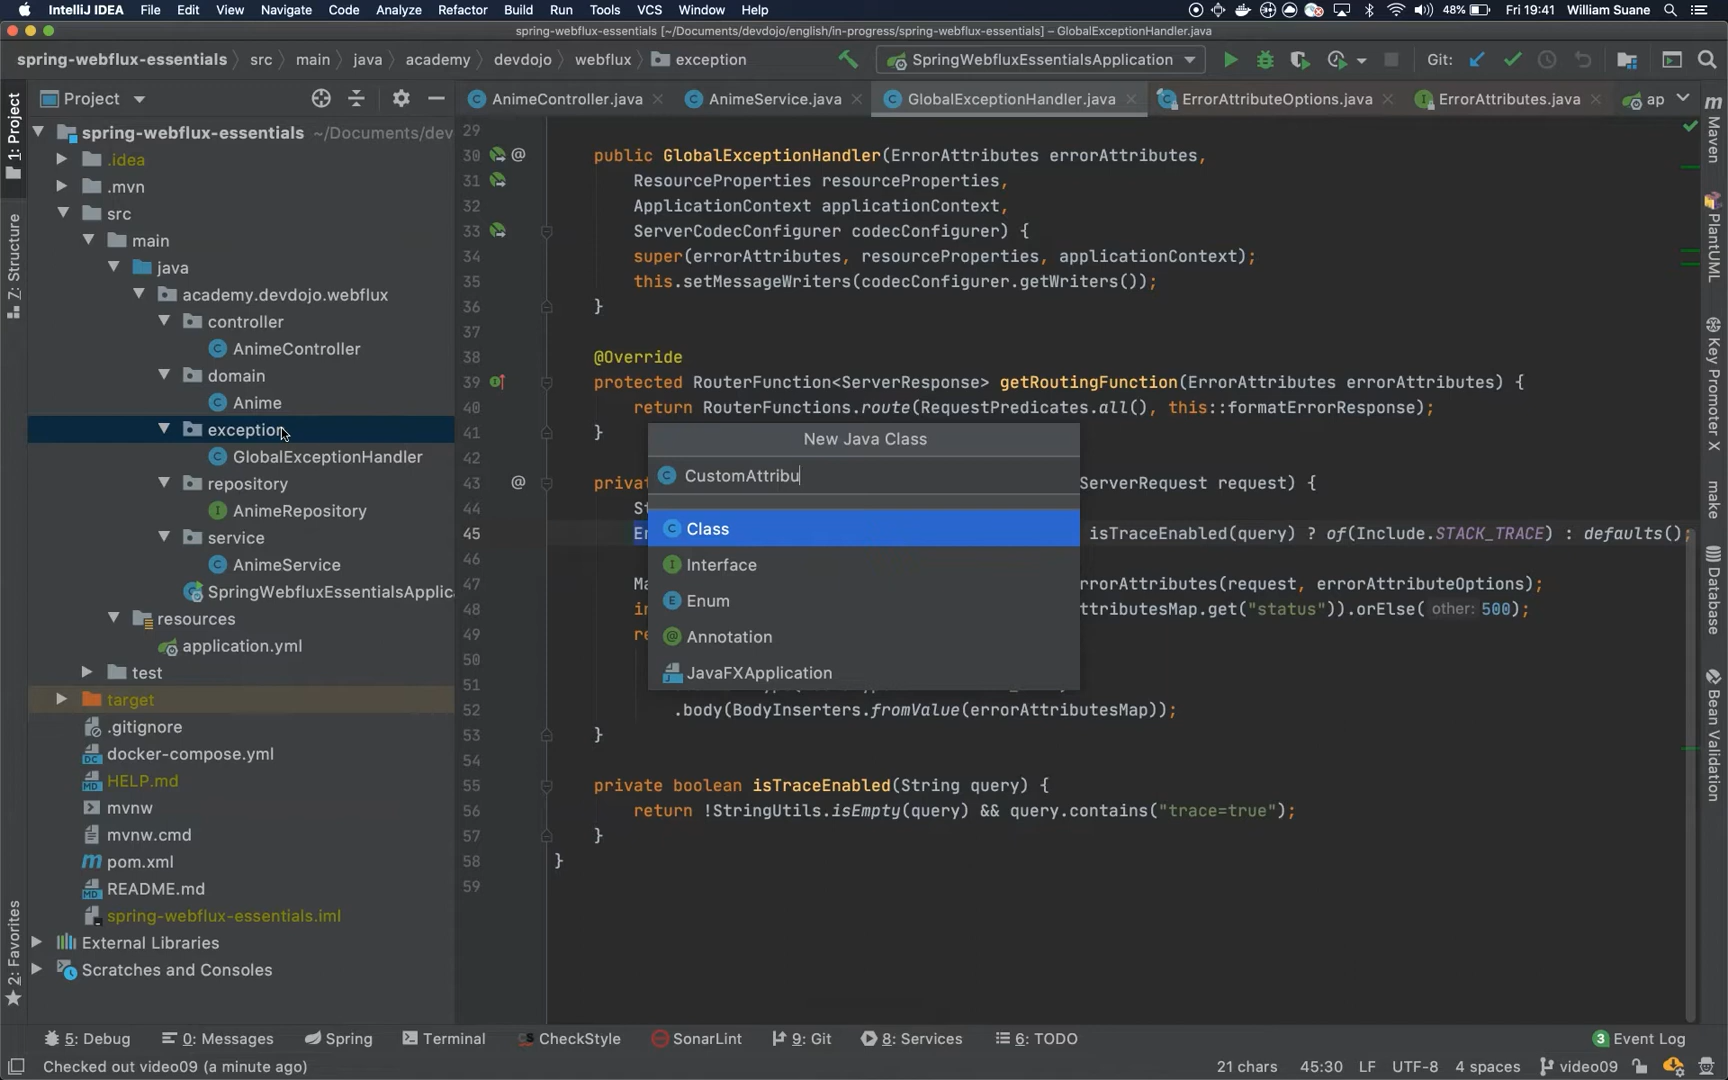 IntelliJ IDEA File Edit View Navigate Code Analyze Refactor Build Run Tools VCS Window Help 48% Fri 19:41 William Suane
spring-webflux-essentials [~/Documents/devdojo/english/in-progress/spring-webflux-essentials] – GlobalExceptionHandler.java
spring-webflux-essentials src main java academy devdojo webflux exception SpringWebfluxEssentialsApplication Git:
Project AnimeController.java AnimeService.java GlobalExceptionHandler.java ErrorAttributeOptions.java ErrorAttributes.java ap
1: Project
Z: Structure
2: Favorites
spring-webflux-essentials ~/Documents/dev
.idea
.mvn
src
main
java
academy.devdojo.webflux
controller
AnimeController
domain
Anime
exception
GlobalExceptionHandler
repository
AnimeRepository
service
AnimeService
SpringWebfluxEssentialsApplic
resources
application.yml
test
target
.gitignore
docker-compose.yml
HELP.md
mvnw
mvnw.cmd
pom.xml
README.md
spring-webflux-essentials.iml
External Libraries
Scratches and Consoles
29
30 @ public GlobalExceptionHandler(ErrorAttributes errorAttributes,
31 ResourceProperties resourceProperties,
32 ApplicationContext applicationContext,
33 ServerCodecConfigurer codecConfigurer) {
34 super(errorAttributes, resourceProperties, applicationContext);
35 this.setMessageWriters(codecConfigurer.getWriters());
36 }
37
38 @Override
39 protected RouterFunction<ServerResponse> getRoutingFunction(ErrorAttributes errorAttributes) {
40 return RouterFunctions.route(RequestPredicates.all(), this::formatErrorResponse);
41 }
42
43 @ priva ServerRequest request) {
44 St
45 E isTraceEnabled(query) ? of(Include.STACK_TRACE) : defaults();
46
47 Ma rrorAttributes(request, errorAttributeOptions);
48 in tributesMap.get("status")).orElse( other: 500);
49 re
50
51
52 .body(BodyInserters.fromValue(errorAttributesMap));
53 }
54
55 private boolean isTraceEnabled(String query) {
56 return !StringUtils.isEmpty(query) && query.contains("trace=true");
57 }
58 }
59
New Java Class
CustomAttribu
Class
Interface
Enum
Annotation
JavaFXApplication
Maven
PlantUML
Key Promoter X
make
Database
Bean Validation
5: Debug 0: Messages Spring Terminal CheckStyle SonarLint 9: Git 8: Services 6: TODO 3 Event Log
Checked out video09 (a minute ago) 21 chars 45:30 LF UTF-8 4 spaces video09